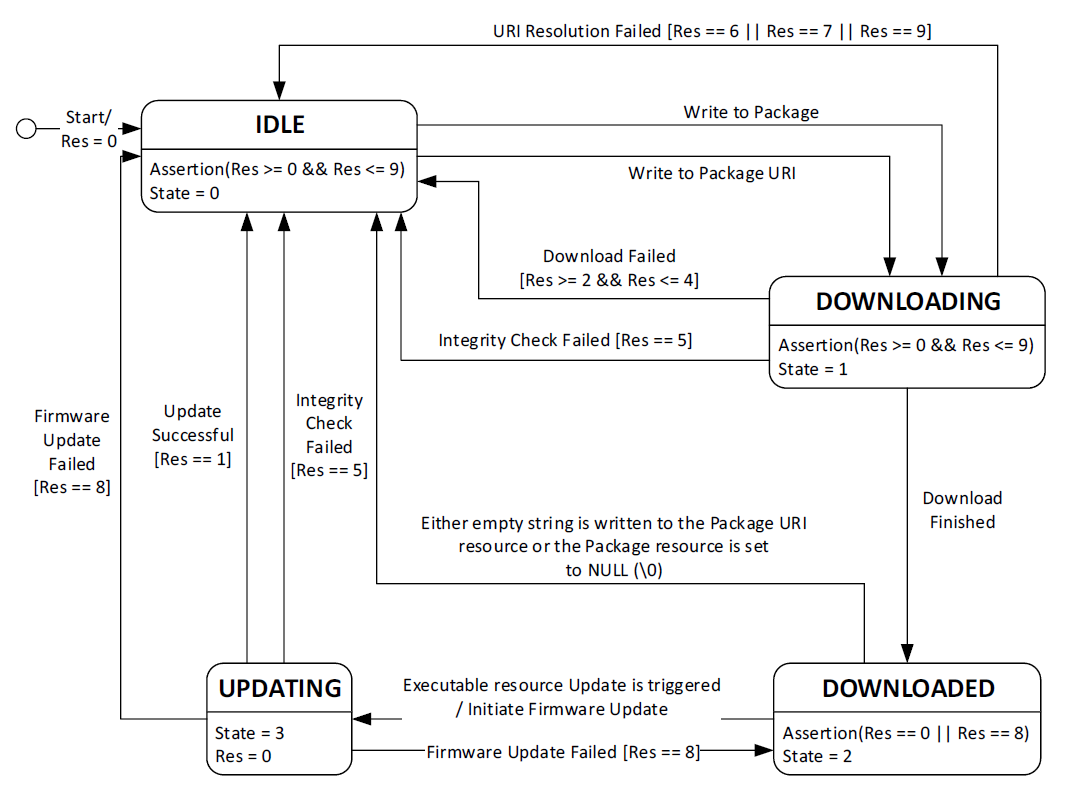 URI Resolution Failed [Res == 6 || Res == 7 || Res == 9]
Start/
Res = 0
IDLE
Assertion(Res >= 0 && Res <= 9)
State = 0
Write to Package
Write to Package URI
Download Failed
[Res >= 2 && Res <= 4]
DOWNLOADING
Assertion(Res >= 0 && Res <= 9)
State = 1
Integrity Check Failed [Res == 5]
Firmware
Update
Failed
[Res == 8]
Update
Successful
[Res == 1]
Integrity
Check
Failed
[Res == 5]
Download
Finished
Either empty string is written to the Package URI
resource or the Package resource is set
to NULL (\0)
UPDATING
State = 3
Res = 0
Executable resource Update is triggered
/ Initiate Firmware Update
Firmware Update Failed [Res == 8]
DOWNLOADED
Assertion(Res == 0 || Res == 8)
State = 2